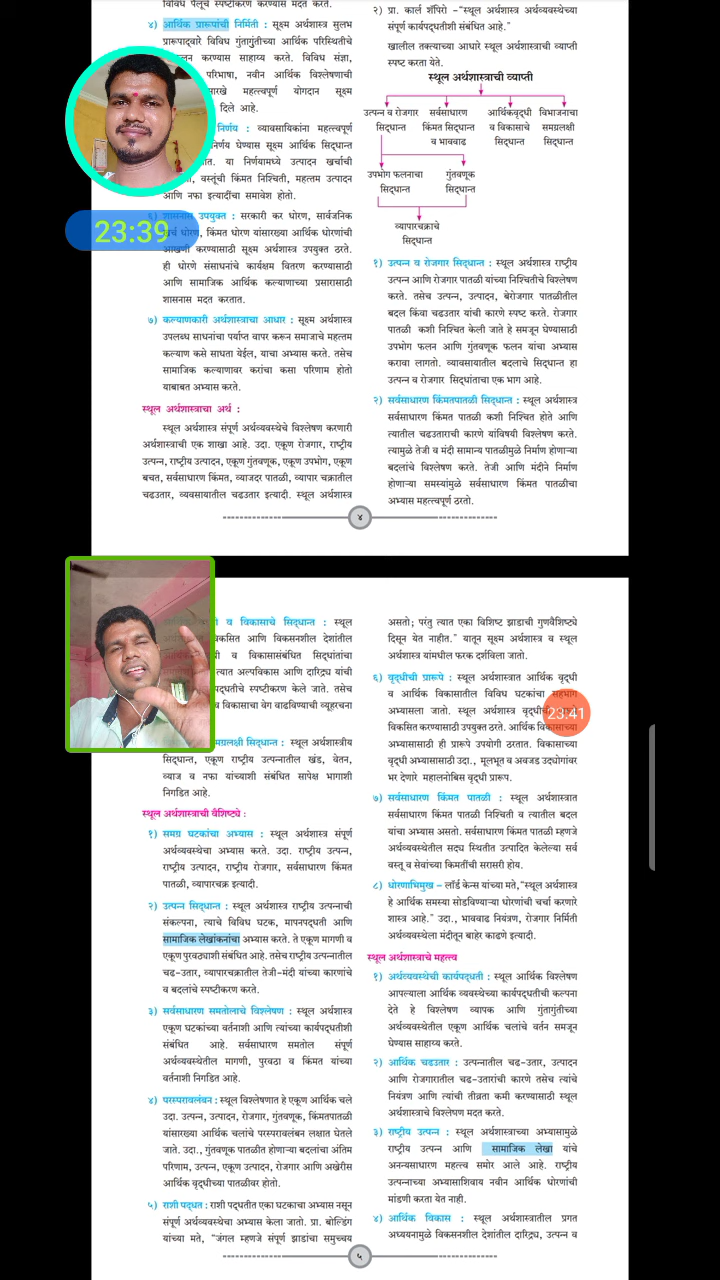 विविध पैलूचे स्पष्टीकरण करण्यास मदत करते.
४) आर्थिक प्रारूपांची निर्मिती : सूक्ष्म अर्थशास्त्र सुलभ
प्रारूपाद्वारे विविध गुंतागुंतीच्या आर्थिक परिस्थितीचे
करण्यास साहाय्य करते. विविध संज्ञा,
परिभाषा, नवीन आर्थिक विश्लेषणाची
सारखे महत्त्वपूर्ण योगदान सूक्ष्म
दिले आहे.
निर्णय : व्यावसायिकांना महत्त्वपूर्ण
निर्णय घेण्यास सूक्ष्म आर्थिक सिद्धान्त
या निर्णयामध्ये उत्पादन खर्चाची
वस्तूंची किंमत निश्चिती, महत्तम उत्पादन
आणि नफा इत्यादींचा समावेश होतो.
23:39
६) शासनास उपयुक्त : सरकारी कर धोरण, सार्वजनिक
खर्च धोरण, किंमत धोरण यांसारख्या आर्थिक धोरणांची
आखणी करण्यासाठी सूक्ष्म अर्थशास्त्र उपयुक्त ठरते.
ही धोरणे संसाधनांचे कार्यक्षम वितरण करण्यासाठी
आणि सामाजिक आर्थिक कल्याणाच्या प्रसारासाठी
शासनास मदत करतात.
७) कल्याणकारी अर्थशास्त्राचा आधार : सूक्ष्म अर्थशास्त्र
उपलब्ध साधनांचा पर्याप्त वापर करून समाजाचे महत्तम
कल्याण कसे साधता येईल, याचा अभ्यास करते. तसेच
सामाजिक कल्याणावर करांचा कसा परिणाम होतो
याबाबत अभ्यास करते.
स्थूल अर्थशास्त्राचा अर्थ :
स्थूल अर्थशास्त्र संपूर्ण अर्थव्यवस्थेचे विश्लेषण करणारी
अर्थशास्त्राची एक शाखा आहे. उदा. एकूण रोजगार, राष्ट्रीय
उत्पन्न, राष्ट्रीय उत्पादन, एकूण गुंतवणूक, एकूण उपभोग, एकूण
बचत, सर्वसाधारण किंमत, व्याजदर पातळी, व्यापार चक्रातील
चढउतार, व्यवसायातील चढउतार इत्यादी. स्थूल अर्थशास्त्र
२) प्रा. कार्ल शॅपिरो -"स्थूल अर्थशास्त्र अर्थव्यवस्थेच्या
संपूर्ण कार्यपद्धतीशी संबंधित आहे."
खालील तक्त्याच्या आधारे स्थूल अर्थशास्त्राची व्याप्ती
स्पष्ट करता येते.
स्थूल अर्थशास्त्राची व्याप्ती
उत्पन्न व रोजगार सर्वसाधारण आर्थिकवृद्धी विभाजनाचा
सिद्धान्त किंमत सिद्धान्त व विकासाचे समग्रलक्षी
व भाववाढ सिद्धान्त सिद्धान्त
उपभोग फलनाचा गुंतवणूक
सिद्धान्त सिद्धान्त
व्यापारचक्राचे
सिद्धान्त
१) उत्पन्न व रोजगार सिद्धान्त : स्थूल अर्थशास्त्र राष्ट्रीय
उत्पन्न आणि रोजगार पातळी यांच्या निश्चितीचे विश्लेषण
करते. तसेच उत्पन्न, उत्पादन, बेरोजगार पातळीतील
बदल किंवा चढउतार यांची कारणे स्पष्ट करते. रोजगार
पातळी कशी निश्चित केली जाते हे समजून घेण्यासाठी
उपभोग फलन आणि गुंतवणूक फलन यांचा अभ्यास
करावा लागतो. व्यावसायातील बदलाचे सिद्धान्त हा
उत्पन्न व रोजगार सिद्धांताचा एक भाग आहे.
२) सर्वसाधारण किंमतपातळी सिद्धान्त : स्थूल अर्थशास्त्र
सर्वसाधारण किंमत पातळी कशी निश्चित होते आणि
त्यातील चढउताराची कारणे यांविषयी विश्लेषण करते.
त्यामुळे तेजी व मंदी सामान्य पातळीमुळे निर्माण होणाऱ्या
बदलांचे विश्लेषण करते. तेजी आणि मंदीने निर्माण
होणाऱ्या समस्यांमुळे सर्वसाधारण किंमत पातळीचा
अभ्यास महत्त्वपूर्ण ठरतो.
४
व विकासाचे सिद्धान्त : स्थूल
विकसित आणि विकसनशील देशांतील
व विकासासंबंधित सिद्धांतांचा
त्यात अल्पविकास आणि दारिद्र्य यांची
पद्धतीचे स्पष्टीकरण केले जाते. तसेच
व विकासाचा वेग वाढविण्याची व्यूहरचना
समग्रलक्षी सिद्धान्त : स्थूल अर्थशास्त्रीय
सिद्धान्त, एकूण राष्ट्रीय उत्पन्नातील खंड, वेतन,
व्याज व नफा यांच्याशी संबंधित सापेक्ष भागाशी
निगडित आहे.
स्थूल अर्थशास्त्राची वैशिष्ट्ये :
१) समग्र घटकांचा अभ्यास : स्थूल अर्थशास्त्र संपूर्ण
अर्थव्यवस्थेचा अभ्यास करते. उदा. राष्ट्रीय उत्पन्न,
राष्ट्रीय उत्पादन, राष्ट्रीय रोजगार, सर्वसाधारण किंमत
पातळी, व्यापारचक्र इत्यादी.
२) उत्पन्न सिद्धान्त : स्थूल अर्थशास्त्र राष्ट्रीय उत्पन्नाची
संकल्पना, त्याचे विविध घटक, मापनपद्धती आणि
सामाजिक लेखांकनांचा अभ्यास करते. ते एकूण मागणी व
एकूण पुरवठ्याशी संबंधित आहे. तसेच राष्ट्रीय उत्पन्नातील
चढ-उतार, व्यापारचक्रातील तेजी-मंदी यांच्या कारणांचे
व बदलांचे स्पष्टीकरण करते.
३) सर्वसाधारण समतोलाचे विश्लेषण : स्थूल अर्थशास्त्र
एकूण घटकांच्या वर्तनाशी आणि त्यांच्या कार्यपद्धतीशी
संबंधित आहे. सर्वसाधारण समतोल संपूर्ण
अर्थव्यवस्थेतील मागणी, पुरवठा व किंमत यांच्या
वर्तनाशी निगडित आहे.
४) परस्परावलंबन : स्थूल विश्लेषणात हे एकूण आर्थिक चले
उदा. उत्पन्न, उत्पादन, रोजगार, गुंतवणूक, किंमतपातळी
यांसारख्या आर्थिक चलांचे परस्परावलंबन लक्षात घेतले
जाते. उदा., गुंतवणूक पातळीत होणाऱ्या बदलांचा अंतिम
परिणाम, उत्पन्न, एकूण उत्पादन, रोजगार आणि अखेरीस
आर्थिक वृद्धीच्या पातळीवर होतो.
५) राशी पद्धत : राशी पद्धतीत एका घटकाचा अभ्यास नसून
संपूर्ण अर्थव्यवस्थेचा अभ्यास केला जातो. प्रा. बोल्डिंग
यांच्या मते, "जंगल म्हणजे संपूर्ण झाडांचा समुच्चय
असतो; परंतु त्यात एका विशिष्ट झाडाची गुणवैशिष्ट्ये
दिसून येत नाहीत." यातून सूक्ष्म अर्थशास्त्र व स्थूल
अर्थशास्त्र यांमधील फरक दर्शविला जातो.
६) वृद्धीची प्रारूपे : स्थूल अर्थशास्त्रात आर्थिक वृद्धी
व आर्थिक विकासातील विविध घटकांचा सहभाग
अभ्यासला जातो. स्थूल अर्थशास्त्र वृद्धीची
23:41
विकसित करण्यासाठी उपयुक्त ठरते. आर्थिक विकासाच्या
अभ्यासासाठी ही प्रारूपे उपयोगी ठरतात. विकासाच्या
वृद्धी अभ्यासासाठी उदा., मूलभूत व अवजड उद्योगांवर
भर देणारे महालनोबिस वृद्धी प्रारूप.
७) सर्वसाधारण किंमत पातळी : स्थूल अर्थशास्त्रात
सर्वसाधारण किंमत पातळी निश्चिती व त्यातील बदल
यांचा अभ्यास असतो. सर्वसाधारण किंमत पातळी म्हणजे
अर्थव्यवस्थेतील सद्य स्थितीत उत्पादित केलेल्या सर्व
वस्तू व सेवांच्या किमतींची सरासरी होय.
८) धोरणाभिमुख – लॉर्ड केन्स यांच्या मते,"स्थूल अर्थशास्त्र
हे आर्थिक समस्या सोडविणाऱ्या धोरणांची चर्चा करणारे
शास्त्र आहे." उदा., भाववाढ नियंत्रण, रोजगार निर्मिती
अर्थव्यवस्थेला मंदीतून बाहेर काढणे इत्यादी.
स्थूल अर्थशास्त्राचे महत्त्व
१) अर्थव्यवस्थेची कार्यपद्धती : स्थूल आर्थिक विश्लेषण
आपल्याला आर्थिक व्यवस्थेच्या कार्यपद्धतीची कल्पना
देते हे विश्लेषण व्यापक आणि गुंतागुंतीच्या
अर्थव्यवस्थेतील एकूण आर्थिक चलांचे वर्तन समजून
घेण्यास साहाय्य करते.
२) आर्थिक चढउतार : उत्पन्नातील चढ-उतार, उत्पादन
आणि रोजगारातील चढ-उतारांची कारणे तसेच त्यांचे
नियंत्रण आणि त्यांची तीव्रता कमी करण्यासाठी स्थूल
अर्थशास्त्राचे विश्लेषण मदत करते.
३) राष्ट्रीय उत्पन्न : स्थूल अर्थशास्त्राच्या अभ्यासामुळे
राष्ट्रीय उत्पन्न आणि सामाजिक लेखा यांचे
अनन्यसाधारण महत्त्व समोर आले आहे. राष्ट्रीय
उत्पन्नाच्या अभ्यासाशिवाय नवीन आर्थिक धोरणांची
मांडणी करता येत नाही.
४) आर्थिक विकास : स्थूल अर्थशास्त्रातील प्रगत
अध्ययनामुळे विकसनशील देशांतील दारिद्र्य, उत्पन्न व
५